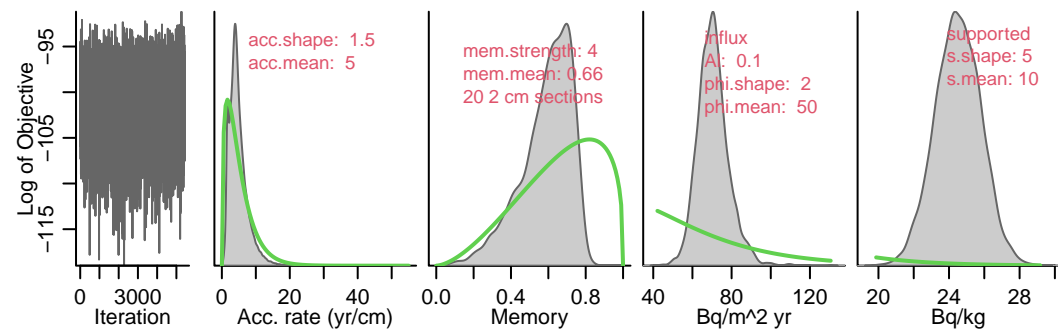 Log of Objective
-95
-105
-115
0 3000
Iteration
acc.shape: 1.5
acc.mean: 5
0 20 40
Acc. rate (yr/cm)
mem.strength: 4
mem.mean: 0.66
20 2 cm sections
0.0 0.4 0.8
Memory
influx
Al: 0.1
phi.shape: 2
phi.mean: 50
40 80 120
Bq/m^2 yr
supported
s.shape: 5
s.mean: 10
20 24 28
Bq/kg